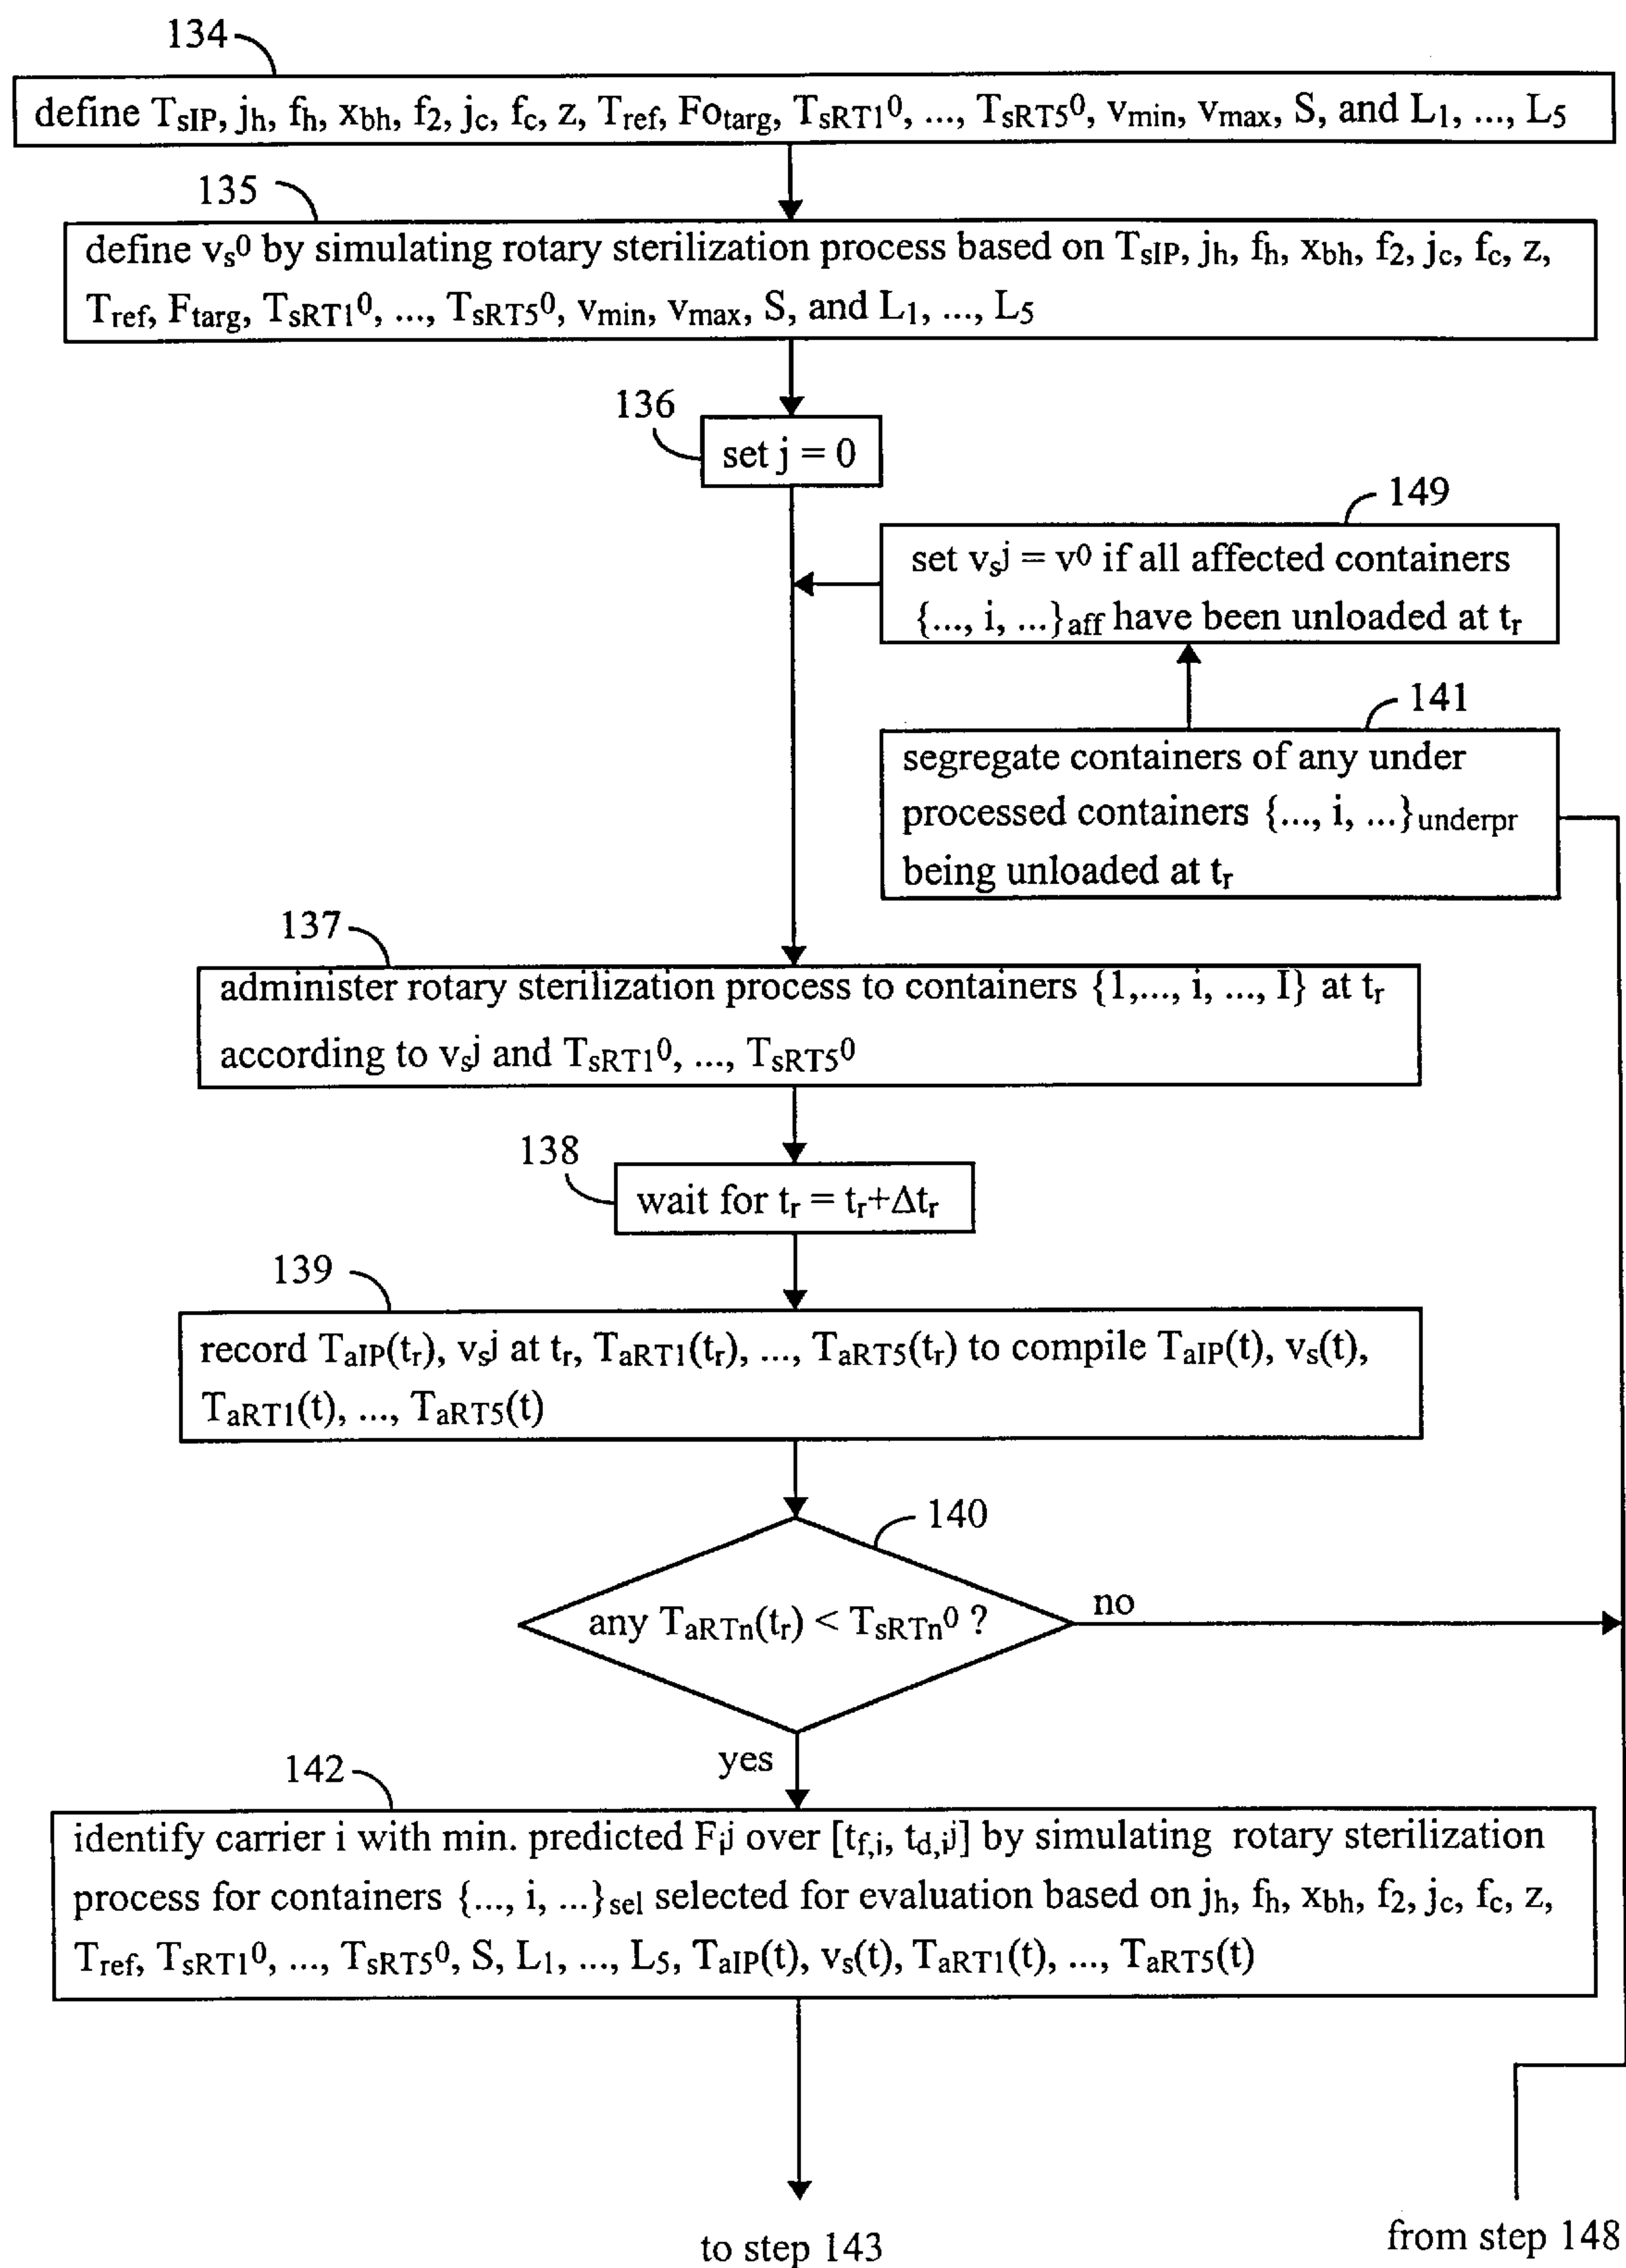 134
define TsIP, jh, fh, xbh, f2, jc, fc, z, Tref, Fotarg, TsRT1⁰, ..., TsRT5⁰, vmin, vmax, S, and L1, ..., L5
135
define vs⁰ by simulating rotary sterilization process based on TsIP, jh, fh, xbh, f2, jc, fc, z,
Tref, Ftarg, TsRT1⁰, ..., TsRT5⁰, vmin, vmax, S, and L1, ..., L5
136
set j = 0
149
set vsʲ = v⁰ if all affected containers
{..., i, ...}aff have been unloaded at tr
141
segregate containers of any under
processed containers {..., i, ...}underpr
being unloaded at tr
137
administer rotary sterilization process to containers {1,..., i, ..., I} at tr
according to vsʲ and TsRT1⁰, ..., TsRT5⁰
138
wait for tr = tr+Δtr
139
record TaIP(tr), vsʲ at tr, TaRT1(tr), ..., TaRT5(tr) to compile TaIP(t), vs(t),
TaRT1(t), ..., TaRT5(t)
140
any TaRTn(tr) < TsRTn⁰ ?
no
yes
142
identify carrier i with min. predicted Fiʲ over [tf,i, td,iʲ] by simulating rotary sterilization
process for containers {..., i, ...}sel selected for evaluation based on jh, fh, xbh, f2, jc, fc, z,
Tref, TsRT1⁰, ..., TsRT5⁰, S, L1, ..., L5, TaIP(t), vs(t), TaRT1(t), ..., TaRT5(t)
to step 143
from step 148